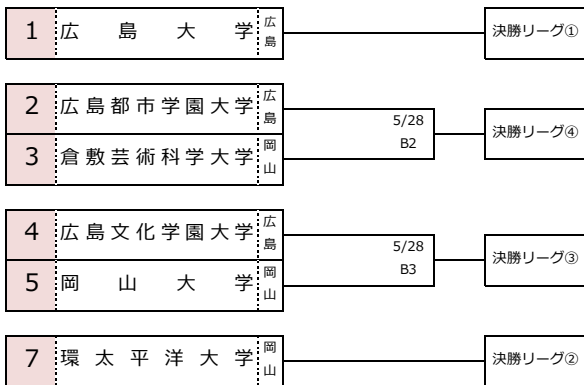 1 広島大学 広島 決勝リーグ①
2 広島都市学園大学 広島
5/28
B2
決勝リーグ④
3 倉敷芸術科学大学 岡山
4 広島文化学園大学 広島
5/28
B3
決勝リーグ③
5 岡山大学 岡山
7 環太平洋大学 岡山 決勝リーグ②